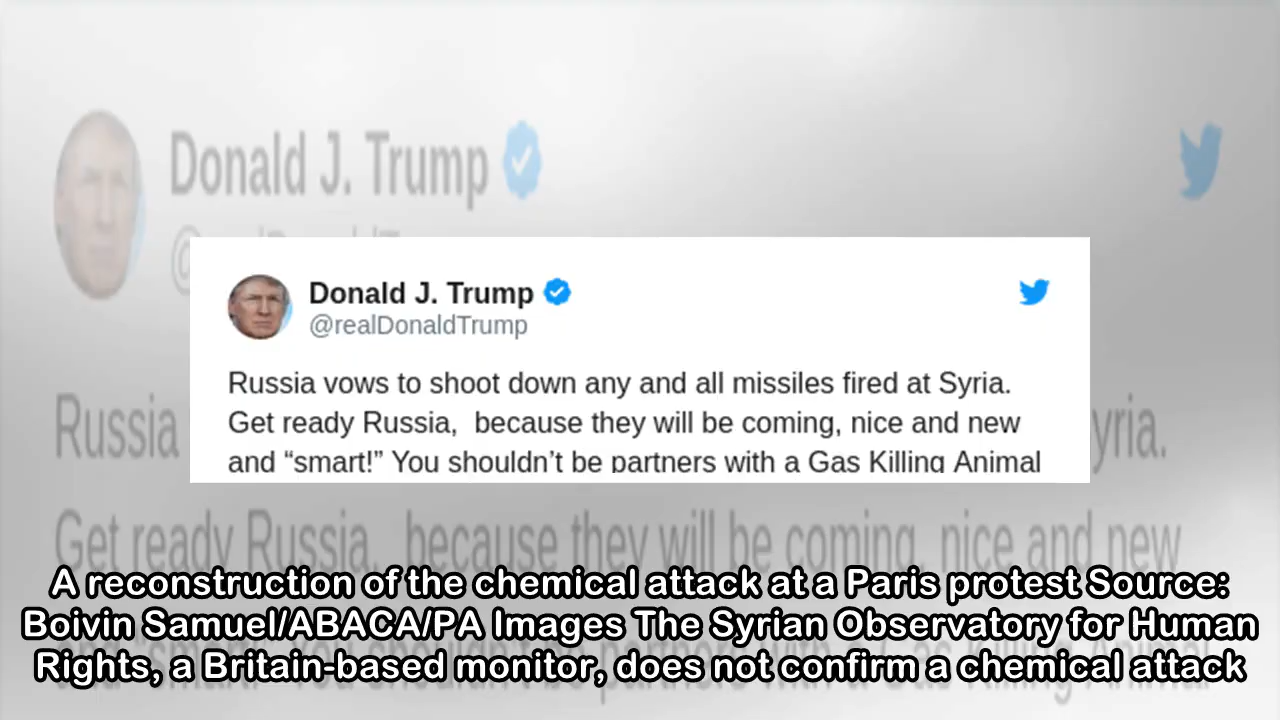 Donald J. Trump
@realDonaldTrump
Russia vows to shoot down any and all missiles fired at Syria.
Get ready Russia,  because they will be coming, nice and new
and “smart!” You shouldn’t be partners with a Gas Killing Animal
Donald J. Trump
Russia
yria.
Get ready Russia,  because they will be coming, nice and new
A reconstruction of the chemical attack at a Paris protest Source:
Boivin Samuel/ABACA/PA Images The Syrian Observatory for Human
Rights, a Britain-based monitor, does not confirm a chemical attack